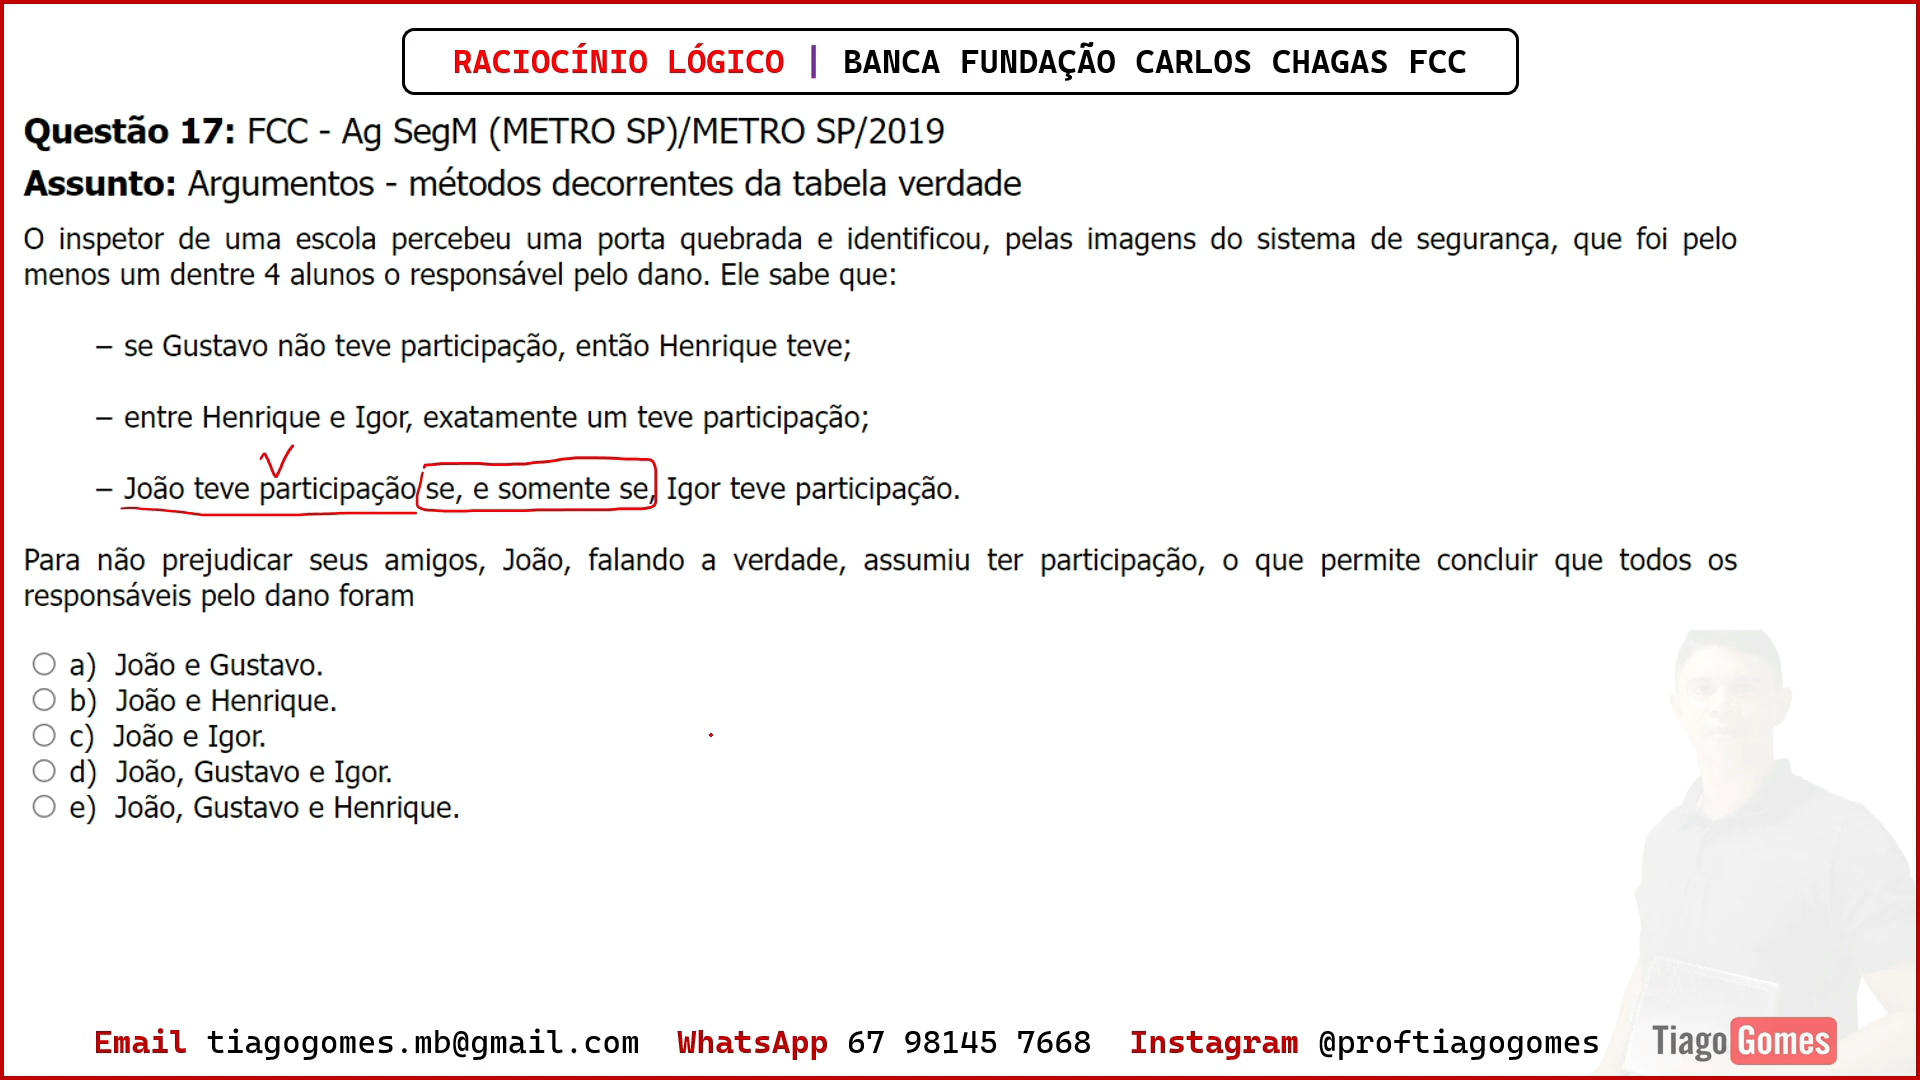 RACIOCÍNIO LÓGICO | BANCA FUNDAÇÃO CARLOS CHAGAS FCC
Questão 17: FCC - Ag SegM (METRO SP)/METRO SP/2019
Assunto: Argumentos - métodos decorrentes da tabela verdade
O inspetor de uma escola percebeu uma porta quebrada e identificou, pelas imagens do sistema de segurança, que foi pelo
menos um dentre 4 alunos o responsável pelo dano. Ele sabe que:
– se Gustavo não teve participação, então Henrique teve;
– entre Henrique e Igor, exatamente um teve participação;
V
– João teve participação se, e somente se, Igor teve participação.
Para não prejudicar seus amigos, João, falando a verdade, assumiu ter participação, o que permite concluir que todos os
responsáveis pelo dano foram
a) João e Gustavo.
b) João e Henrique.
c) João e Igor.
d) João, Gustavo e Igor.
e) João, Gustavo e Henrique.
Email tiagogomes.mb@gmail.com WhatsApp 67 98145 7668 Instagram @proftiagogomes Tiago Gomes